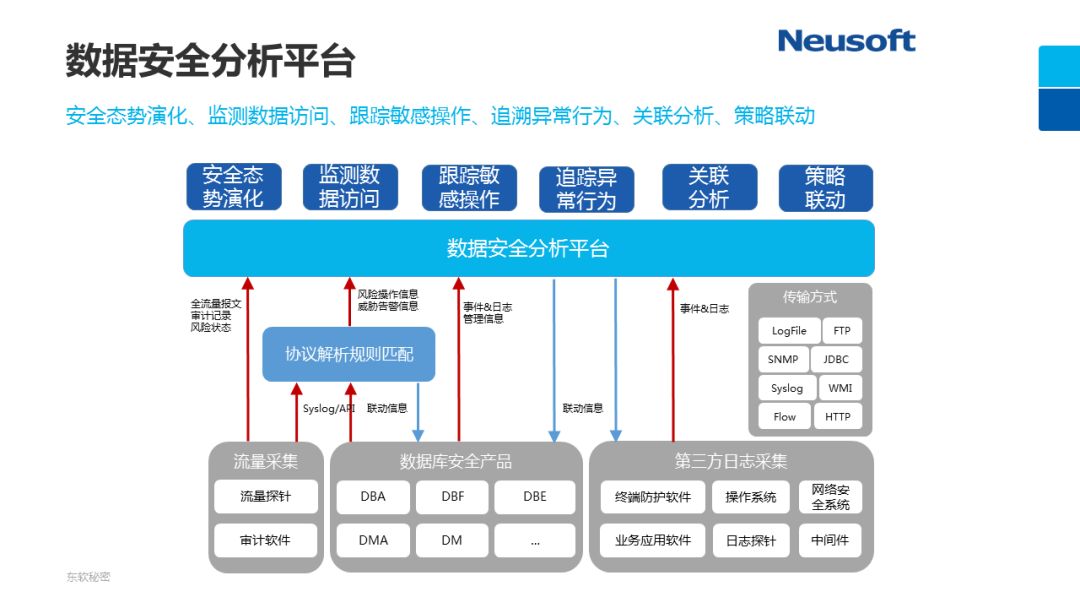 Neusoft
数据安全分析平台
安全态势演化、监测数据访问、跟踪敏感操作、追溯异常行为、关联分析、策略联动
安全态
势演化
监测数
据访问
跟踪敏
感操作
追踪异
常行为
关联
分析
策略
联动
数据安全分析平台
全流量报文
审计记录
风险状态
风险操作信息
威胁告警信息
事件&日志
管理信息
事件&日志
传输方式
LogFile
FTP
SNMP
JDBC
Syslog
WMI
Flow
HTTP
协议解析规则匹配
Syslog/API
联动信息
联动信息
流量采集
流量探针
审计软件
数据库安全产品
DBA
DBF
DBE
DMA
DM
...
第三方日志采集
终端防护软件
操作系统
网络安
全系统
业务应用软件
日志探针
中间件
东软秘密